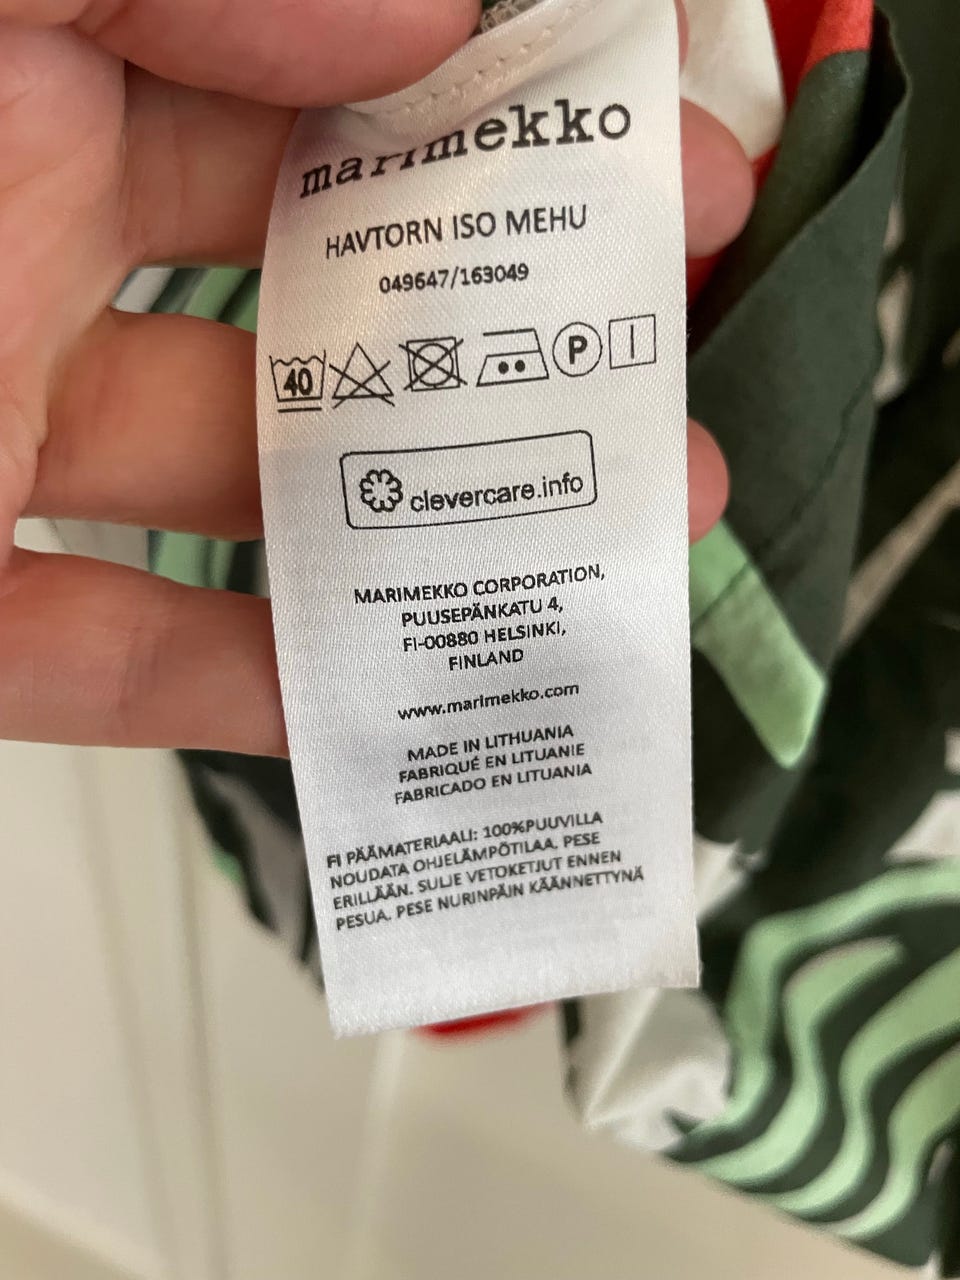 marimekko
HAVTORN ISO MEHU
049647/163049
40 P
clevercare.info
MARIMEKKO CORPORATION,
PUUSEPÄNKATU 4,
FI-00880 HELSINKI,
FINLAND
www.marimekko.com
MADE IN LITHUANIA
FABRIQUÉ EN LITUANIE
FABRICADO EN LITUANIA
FI PÄÄMATERIAALI: 100%PUUVILLA
NOUDATA OHJELÄMPÖTILAA. PESE
ERILLÄÄN. SULJE VETOKETJUT ENNEN
PESUA. PESE NURINPÄIN KÄÄNNETTYNÄ